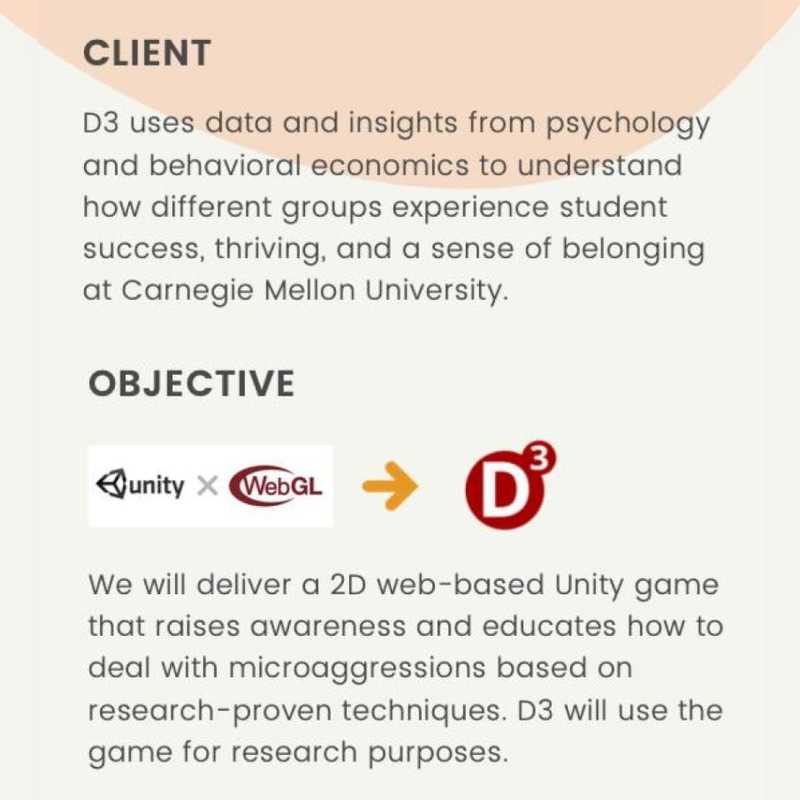 CLIENT
D3 uses data and insights from psychology
and behavioral economics to understand
how different groups experience student
success, thriving, and a sense of belonging
at Carnegie Mellon University.
OBJECTIVE
unity × WebGL → D3
We will deliver a 2D web-based Unity game
that raises awareness and educates how to
deal with microaggressions based on
research-proven techniques. D3 will use the
game for research purposes.